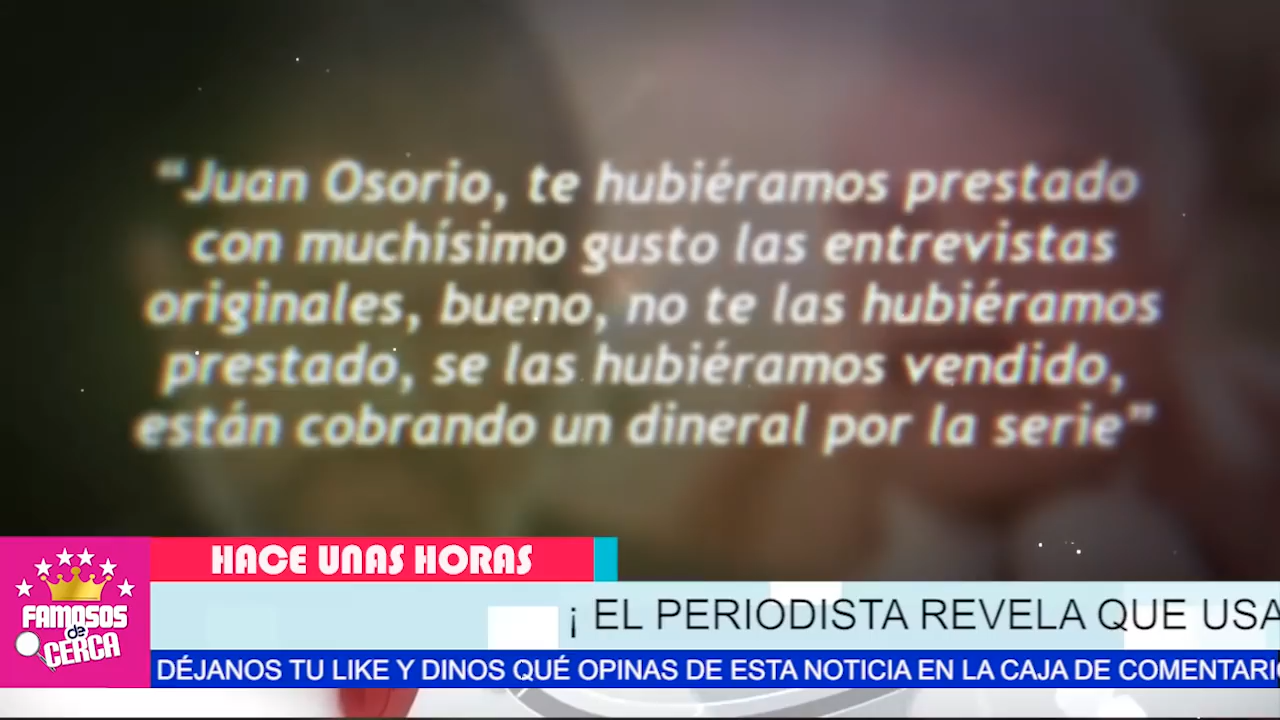 “Juan Osorio, te hubiéramos prestado
con muchísimo gusto las entrevistas
originales, bueno, no te las hubiéramos
prestado, se las hubiéramos vendido,
están cobrando un dineral por la serie”
HACE UNAS HORAS
FAMOSOS
de
CERCA
¡ EL PERIODISTA REVELA QUE USA
DÉJANOS TU LIKE Y DINOS QUÉ OPINAS DE ESTA NOTICIA EN LA CAJA DE COMENTARI